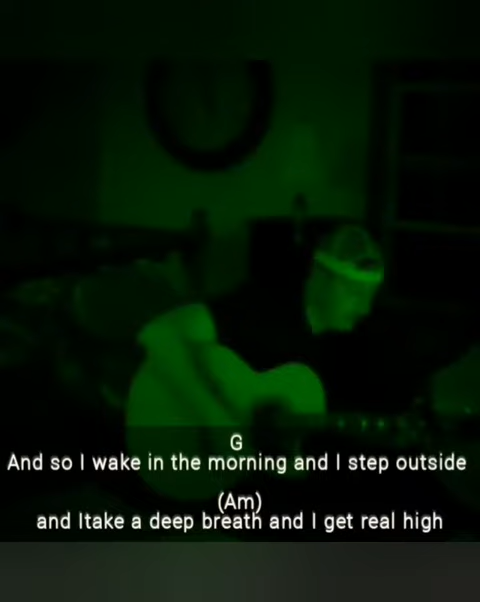 G
And so I wake in the morning and I step outside
(Am)
and Itake a deep breath and I get real high